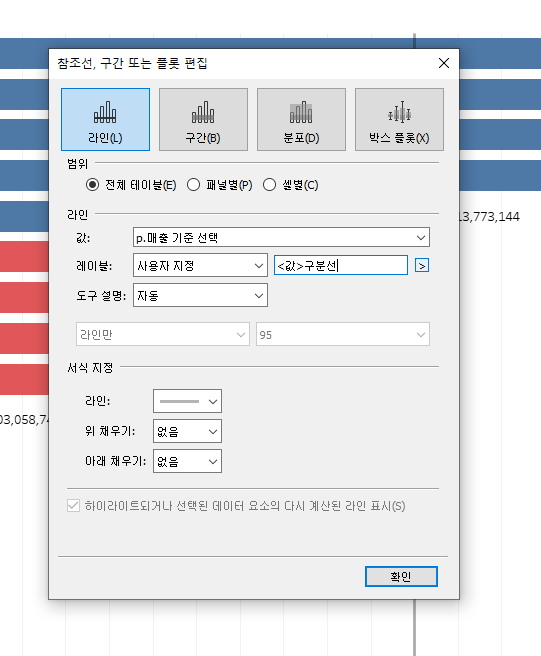 참조선, 구간 또는 플롯 편집
라인(L) 구간(B) 분포(D) 박스 플롯(X)
범위
전체 테이블(E) 패널별(P) 셀별(C)
13,773,144
라인
값: p.매출 기준 선택
레이블: 사용자 지정 <값>구분선 >
도구 설명: 자동
라인만 95
서식 지정
라인:
03,058,74
위 채우기: 없음
아래 채우기: 없음
하이라이트되거나 선택된 데이터 요소의 다시 계산된 라인 표시(S)
확인